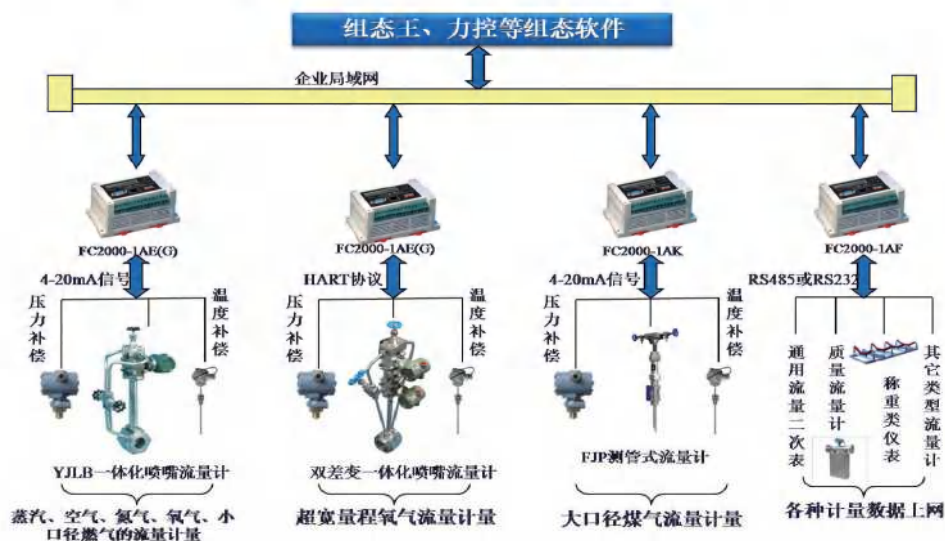 组态王、力控等组态软件
企业局域网
FC2000-1AE(G)
FC2000-1AE(G)
FC2000-1AK
FC2000-1AF
4-20mA信号
HART协议
4-20mA信号
RS485或RS232
压力补偿
温度补偿
压力补偿
温度补偿
压力补偿
温度补偿
通用流量二次表
质量流量计
称重类仪表
其它类型流量计
YJLB一体化喷嘴流量计
双差变一体化喷嘴流量计
FJP测管式流量计
蒸汽、空气、氮气、氧气、小
口径燃气的流量计量
超宽量程氧气流量计量
大口径煤气流量计量
各种计量数据上网